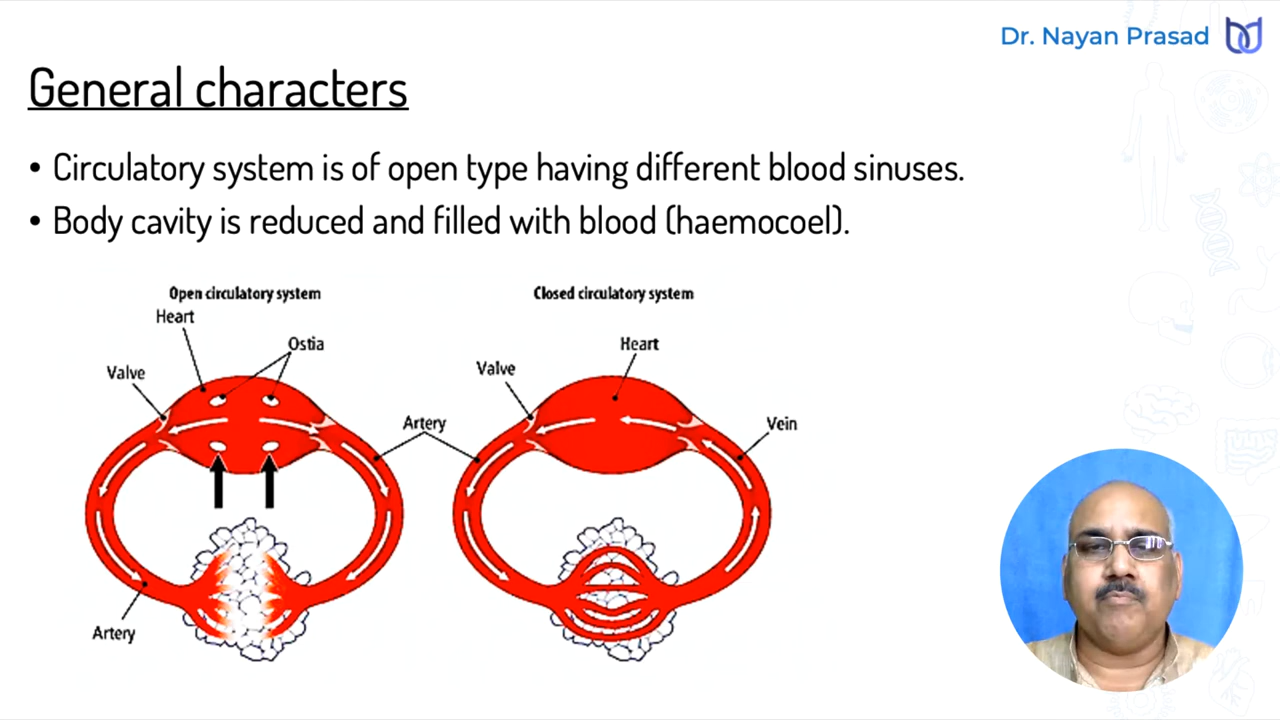 Dr. Nayan Prasad
General characters
• Circulatory system is of open type having different blood sinuses.
• Body cavity is reduced and filled with blood (haemocoel).
Open circulatory system
Heart
Ostia
Valve
Artery
Artery
Closed circulatory system
Heart
Valve
Vein